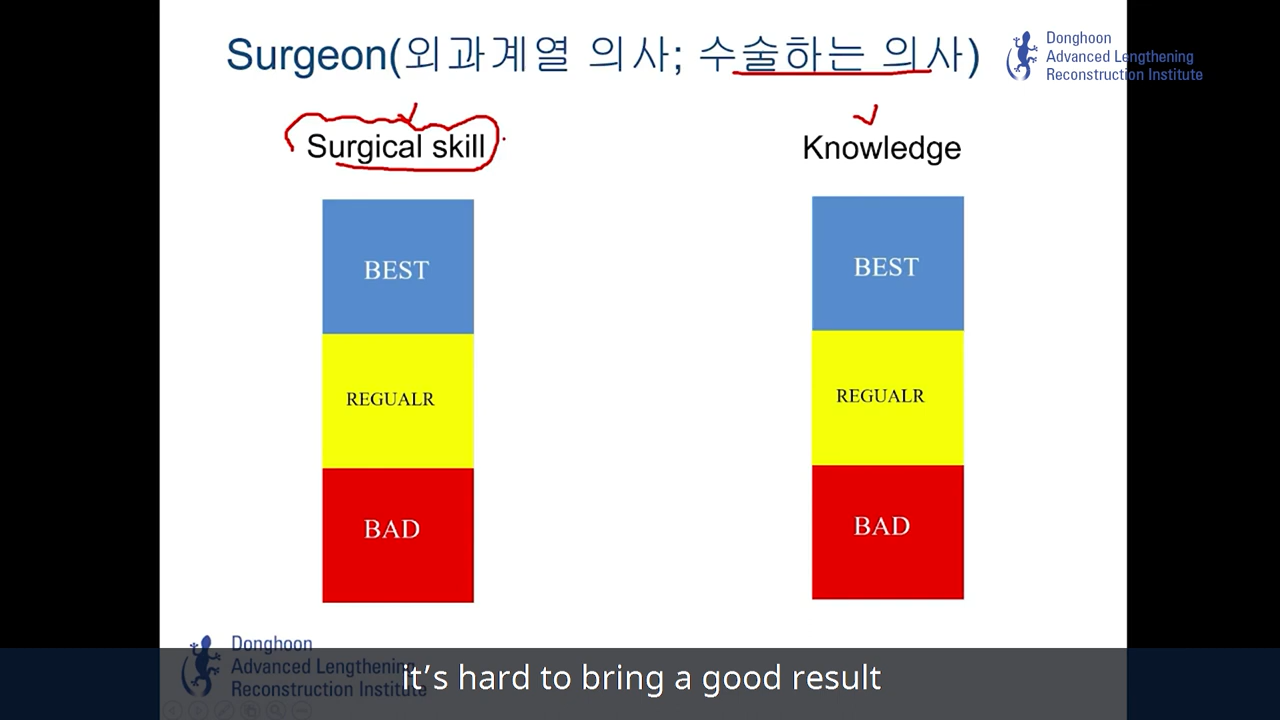 Surgeon(외과계열 의사; 수술하는 의사)
Donghoon
Advanced Lengthening
Reconstruction Institute
Surgical skill
Knowledge
BEST
BEST
REGUALR
REGUALR
BAD
BAD
Donghoon
Advanced Lengthening
Reconstruction Institute
it’s hard to bring a good result